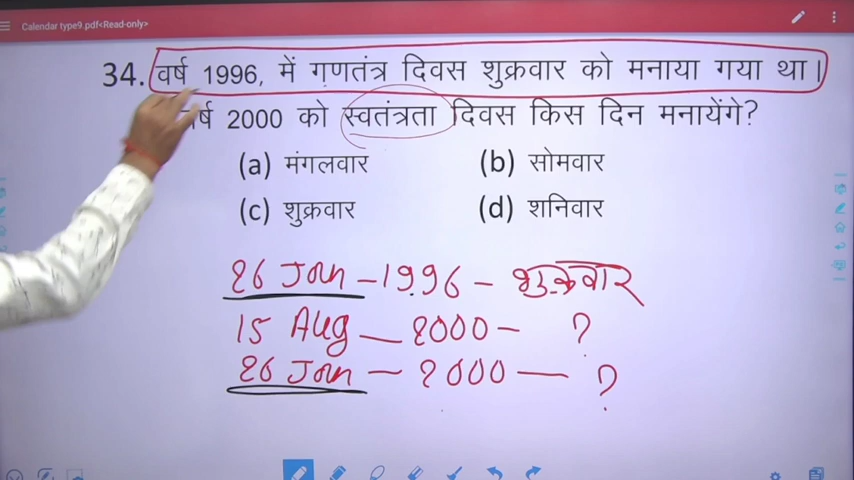 Calendar type9.pdf<Read-only>
34. वर्ष 1996, में गणतंत्र दिवस शुक्रवार को मनाया गया था।
वर्ष 2000 को स्वतंत्रता दिवस किस दिन मनायेंगे?
(a) मंगलवार (b) सोमवार
(c) शुक्रवार (d) शनिवार
26 Jan - 1996 - शुक्रवार
15 Aug - 2000 - ?
26 Jan - 2000 - ?